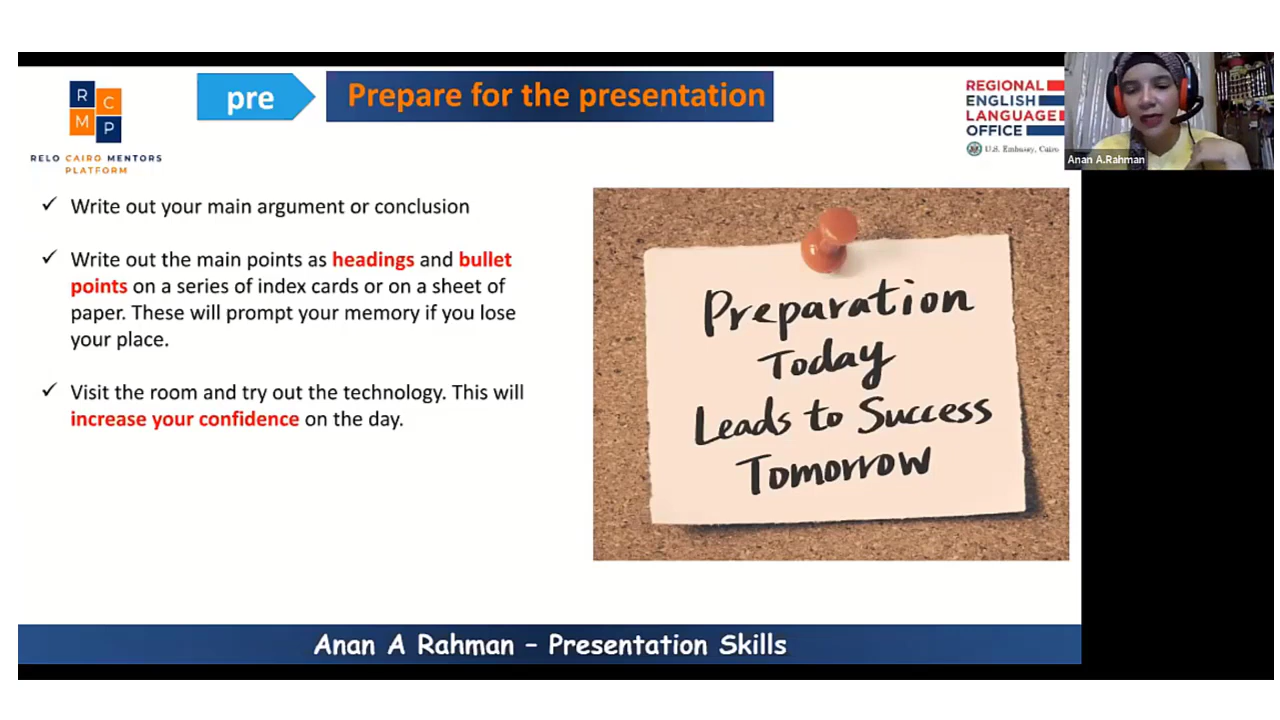 R
C
M
P
RELO CAIRO MENTORS
PLATFORM
pre
Prepare for the presentation
REGIONAL
ENGLISH
LANGUAGE
OFFICE
U.S. Embassy, Cairo
Anan A.Rahman
✓ Write out your main argument or conclusion
✓ Write out the main points as headings and bullet
points on a series of index cards or on a sheet of
paper. These will prompt your memory if you lose
your place.
✓ Visit the room and try out the technology. This will
increase your confidence on the day.
Preparation
Today
Leads to Success
Tomorrow
Anan A Rahman – Presentation Skills